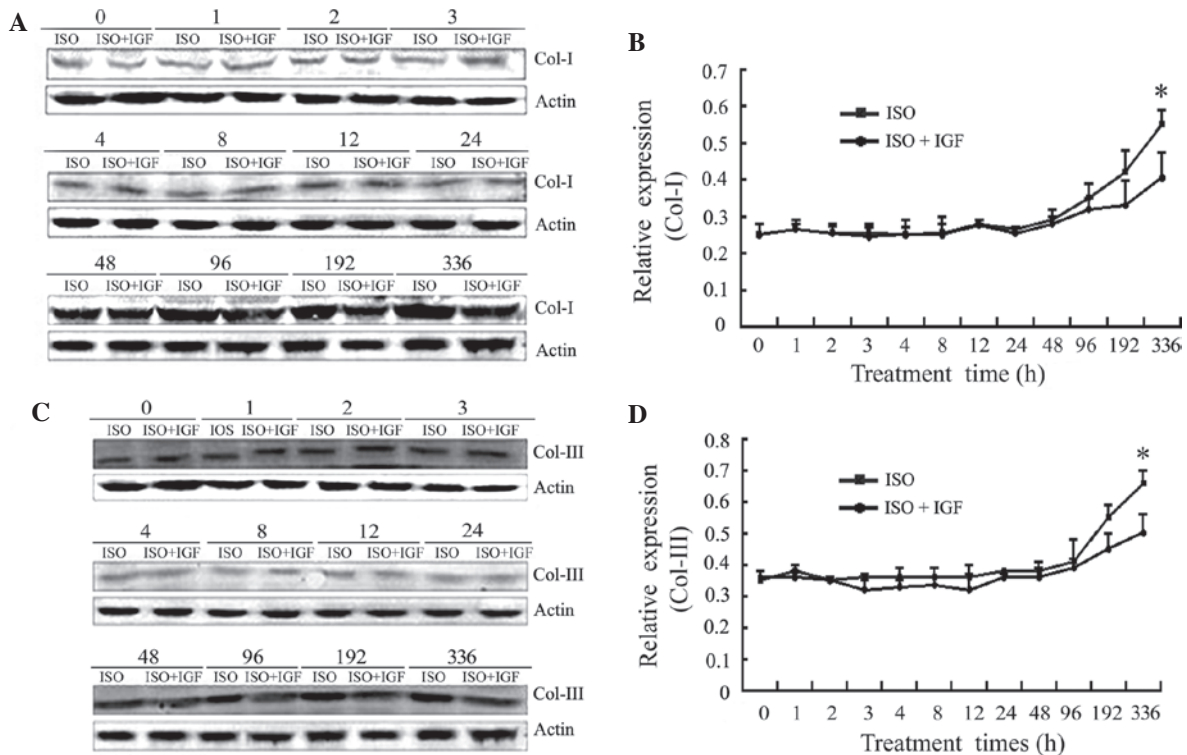 A
0 1 2 3
ISO ISO+IGF ISO ISO+IGF ISO ISO+IGF ISO ISO+IGF
Col-I
Actin
4 8 12 24
ISO ISO+IGF ISO ISO+IGF ISO ISO+IGF ISO ISO+IGF
Col-I
Actin
48 96 192 336
ISO ISO+IGF ISO ISO+IGF ISO ISO+IGF ISO ISO+IGF
Col-I
Actin
B
Relative expression
(Col-I)
0.7
0.6
0.5
0.4
0.3
0.2
0.1
0
*
ISO
ISO + IGF
0 1 2 3 4 8 12 24 48 96 192 336
Treatment time (h)
C
0 1 2 3
ISO ISO+IGF IOS ISO+IGF ISO ISO+IGF ISO ISO+IGF
Col-III
Actin
4 8 12 24
ISO ISO+IGF ISO ISO+IGF ISO ISO+IGF ISO ISO+IGF
Col-III
Actin
48 96 192 336
ISO ISO+IGF ISO ISO+IGF ISO ISO+IGF ISO ISO+IGF
Col-III
Actin
D
Relative expression
(Col-III)
0.8
0.7
0.6
0.5
0.4
0.3
0.2
0.1
0
*
ISO
ISO + IGF
0 1 2 3 4 8 12 24 48 96 192 336
Treatment times (h)